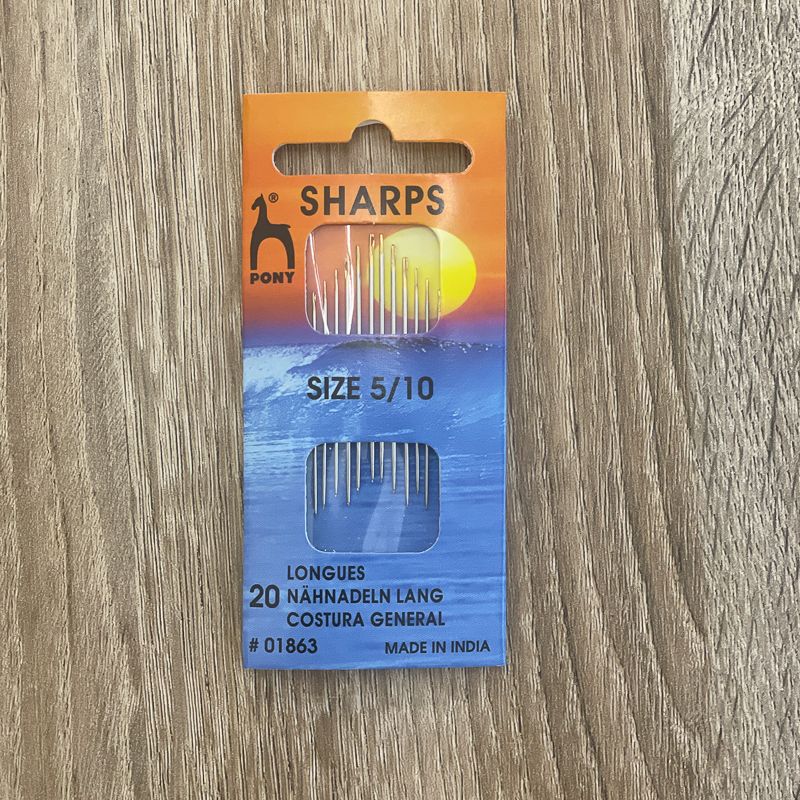 SHARPS
®
PONY
SIZE 5/10
20
LONGUES
NÄHNADELN LANG
COSTURA GENERAL
# 01863
MADE IN INDIA